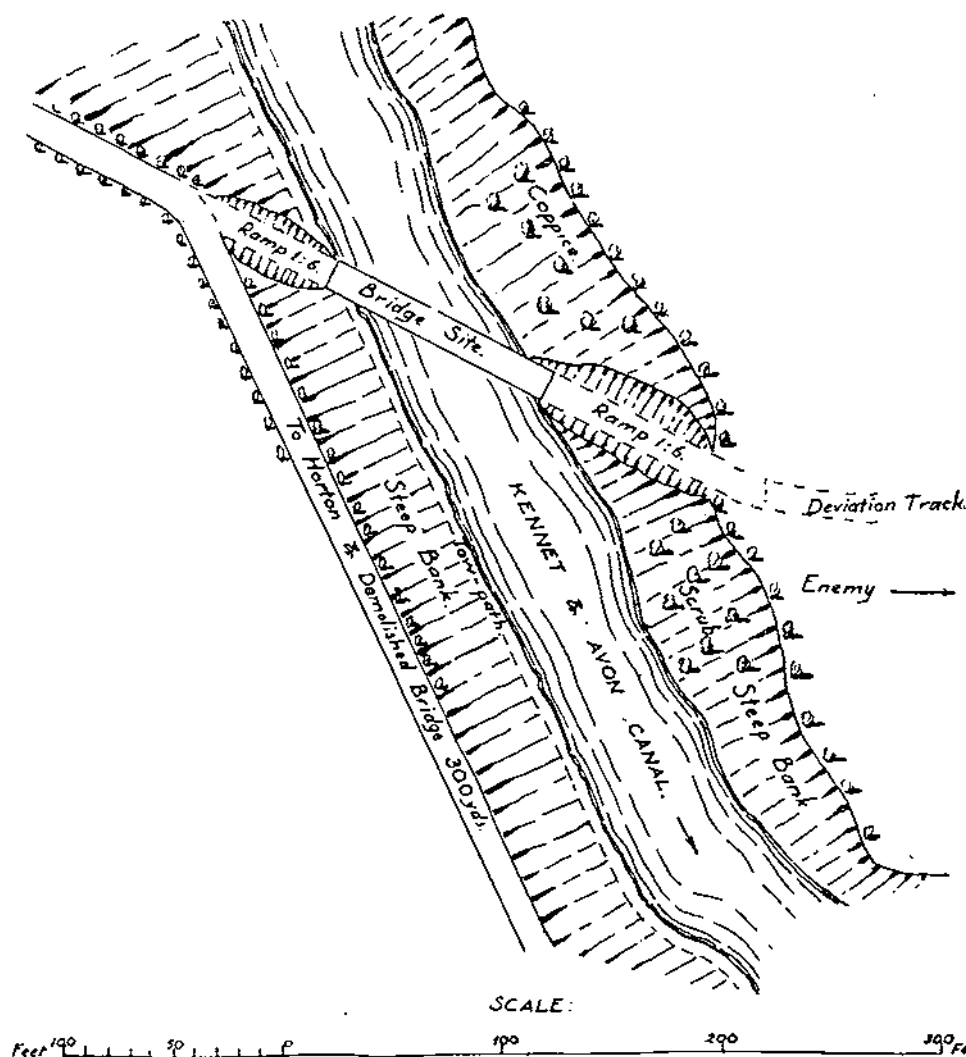 Coppice
Ramp 1:6.
Bridge Site.
Ramp 1:6.
Deviation Track.
Enemy
To Horton & Demolished Bridge 300yds.
Steep Bank.
Tow-Path.
KENNET & AVON CANAL.
Scrub
Steep Bank
SCALE:
Feet 100 50 0 100 200 300 Fe